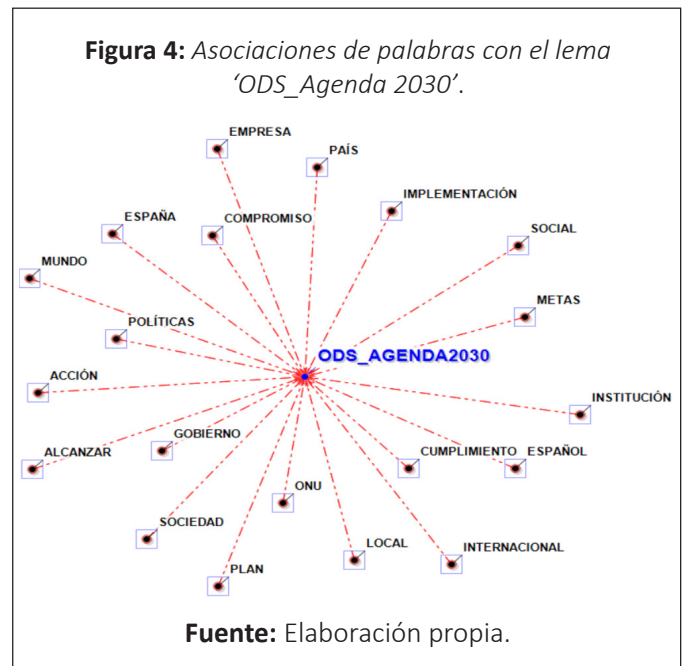 Figura 4: Asociaciones de palabras con el lema
‘ODS_Agenda 2030’.
EMPRESA
PAÍS
IMPLEMENTACIÓN
ESPAÑA
COMPROMISO
SOCIAL
MUNDO
METAS
POLÍTICAS
ODS_AGENDA2030
ACCIÓN
INSTITUCIÓN
GOBIERNO
ALCANZAR
CUMPLIMIENTO
ESPAÑOL
ONU
SOCIEDAD
LOCAL
INTERNACIONAL
PLAN
Fuente: Elaboración propia.